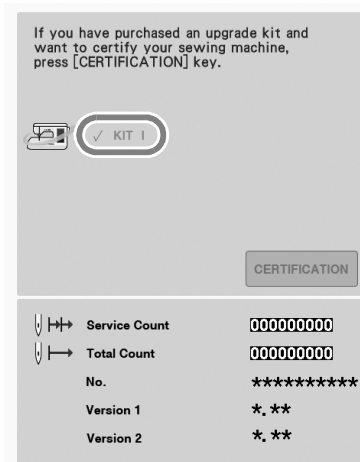 If you have purchased an upgrade kit and
want to certify your sewing machine,
press [CERTIFICATION] key.
✓ KIT I
CERTIFICATION
Service Count 000000000
Total Count 000000000
No. **********
Version 1 *.**
Version 2 *.**